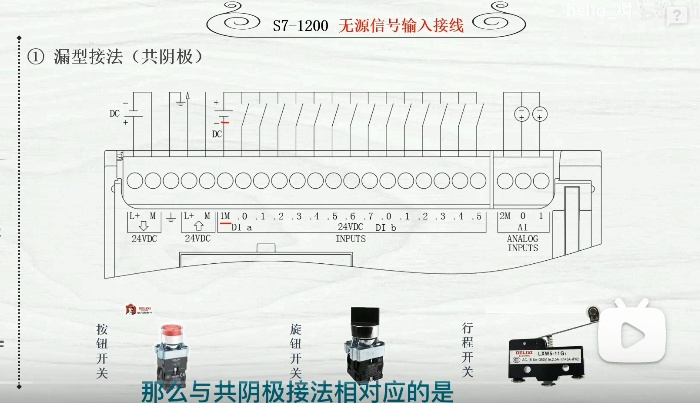 S7-1200 无源信号输入接线
?
① 漏型接法（共阴极）
- +
DC
+ -
DC
L+ M L+ M 1M .0 .1 .2 .3 .4 .5 .6 .7 .0 .1 .2 .3 .4 .5 2M 0 1
DI a 24VDC DI b AI
24VDC 24VDC INPUTS ANALOG
INPUTS
按钮开关
旋钮开关
行程开关
DELIXI
LXW5-11G1
那么与共阴极接法相对应的是